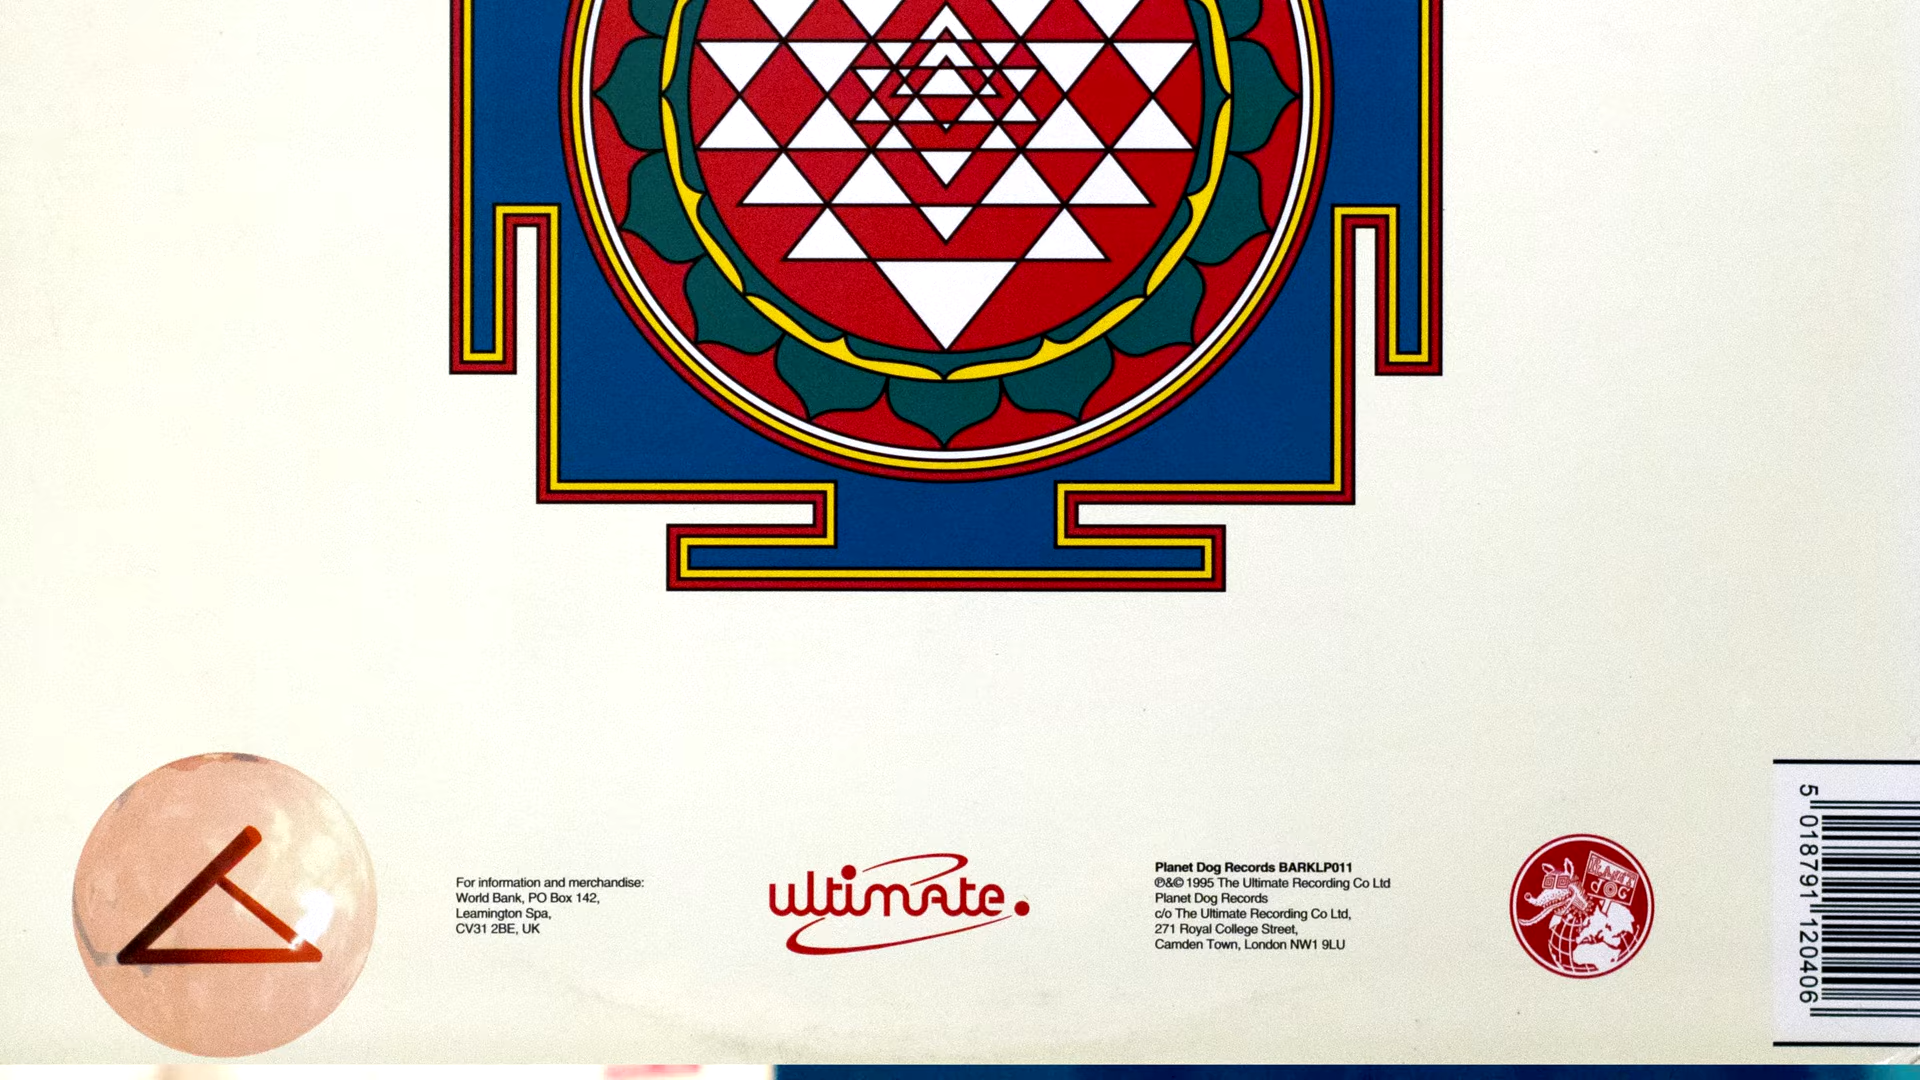 For information and merchandise:
World Bank, PO Box 142,
Leamington Spa,
CV31 2BE, UK
ultimate.
Planet Dog Records BARKLP011
℗&© 1995 The Ultimate Recording Co Ltd
Planet Dog Records
c/o The Ultimate Recording Co Ltd,
271 Royal College Street,
Camden Town, London NW1 9LU
PLANET
DOG
5 018791 120406